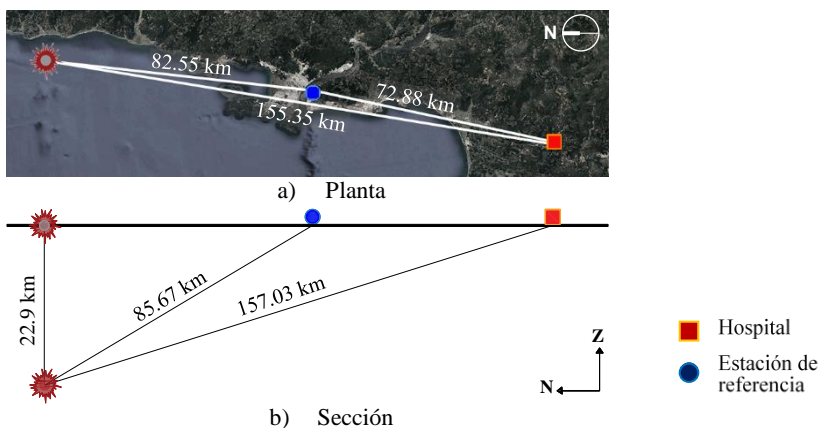 N
82.55 km
72.88 km
155.35 km
a) Planta
85.67 km
157.03 km
22.9 km
Z
N
b) Sección
Hospital
Estación de
referencia